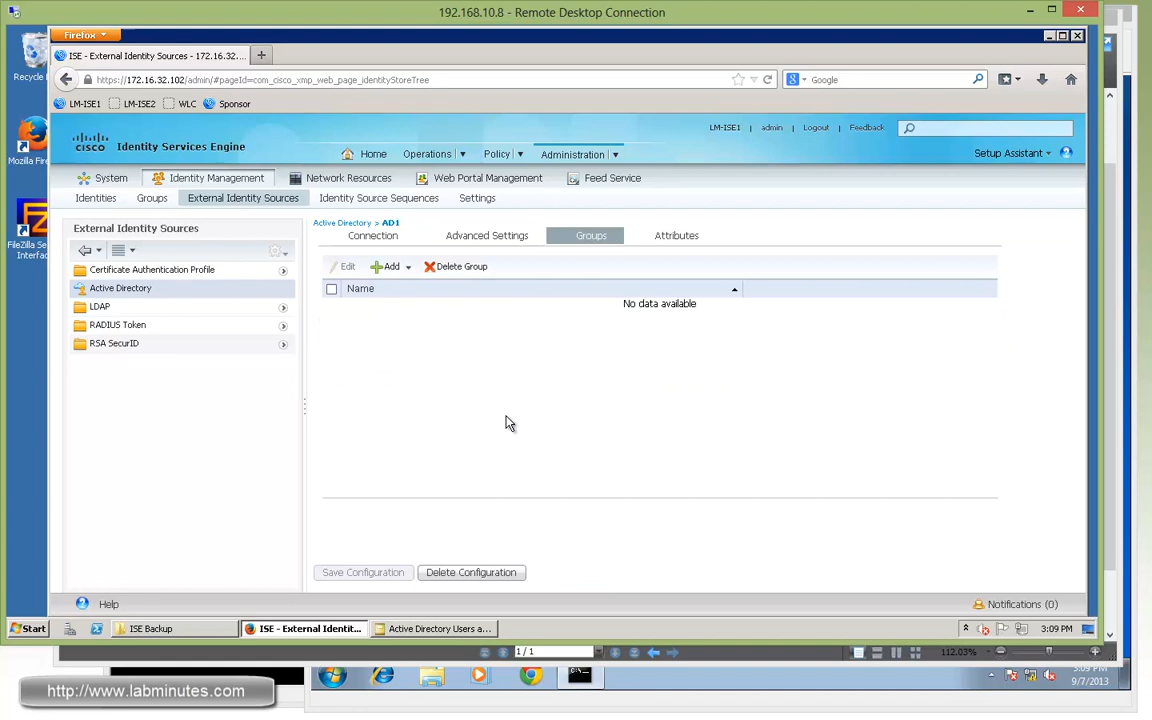 192.168.10.8 - Remote Desktop Connection
Recycle
Mozilla Fire
FileZilla Se
Interfac
Firefox
ISE - External Identity Sources - 172.16.32....
https://172.16.32.102/admin/#pageId=com_cisco_xmp_web_page_identityStoreTree
Google
LM-ISE1 LM-ISE2 WLC Sponsor
LM-ISE1 | admin | Logout | Feedback
CISCO Identity Services Engine
Home Operations Policy Administration
Setup Assistant
System Identity Management Network Resources Web Portal Management Feed Service
Identities Groups External Identity Sources Identity Source Sequences Settings
External Identity Sources
Certificate Authentication Profile
Active Directory
LDAP
RADIUS Token
RSA SecurID
Active Directory > AD1
Connection Advanced Settings Groups Attributes
Edit Add Delete Group
Name
No data available
Save Configuration Delete Configuration
Help
Notifications (0)
Start ISE Backup ISE - External Identit... Active Directory Users a...
3:09 PM
1 / 1
112.03%
3:09 PM
9/7/2013
http://www.labminutes.com